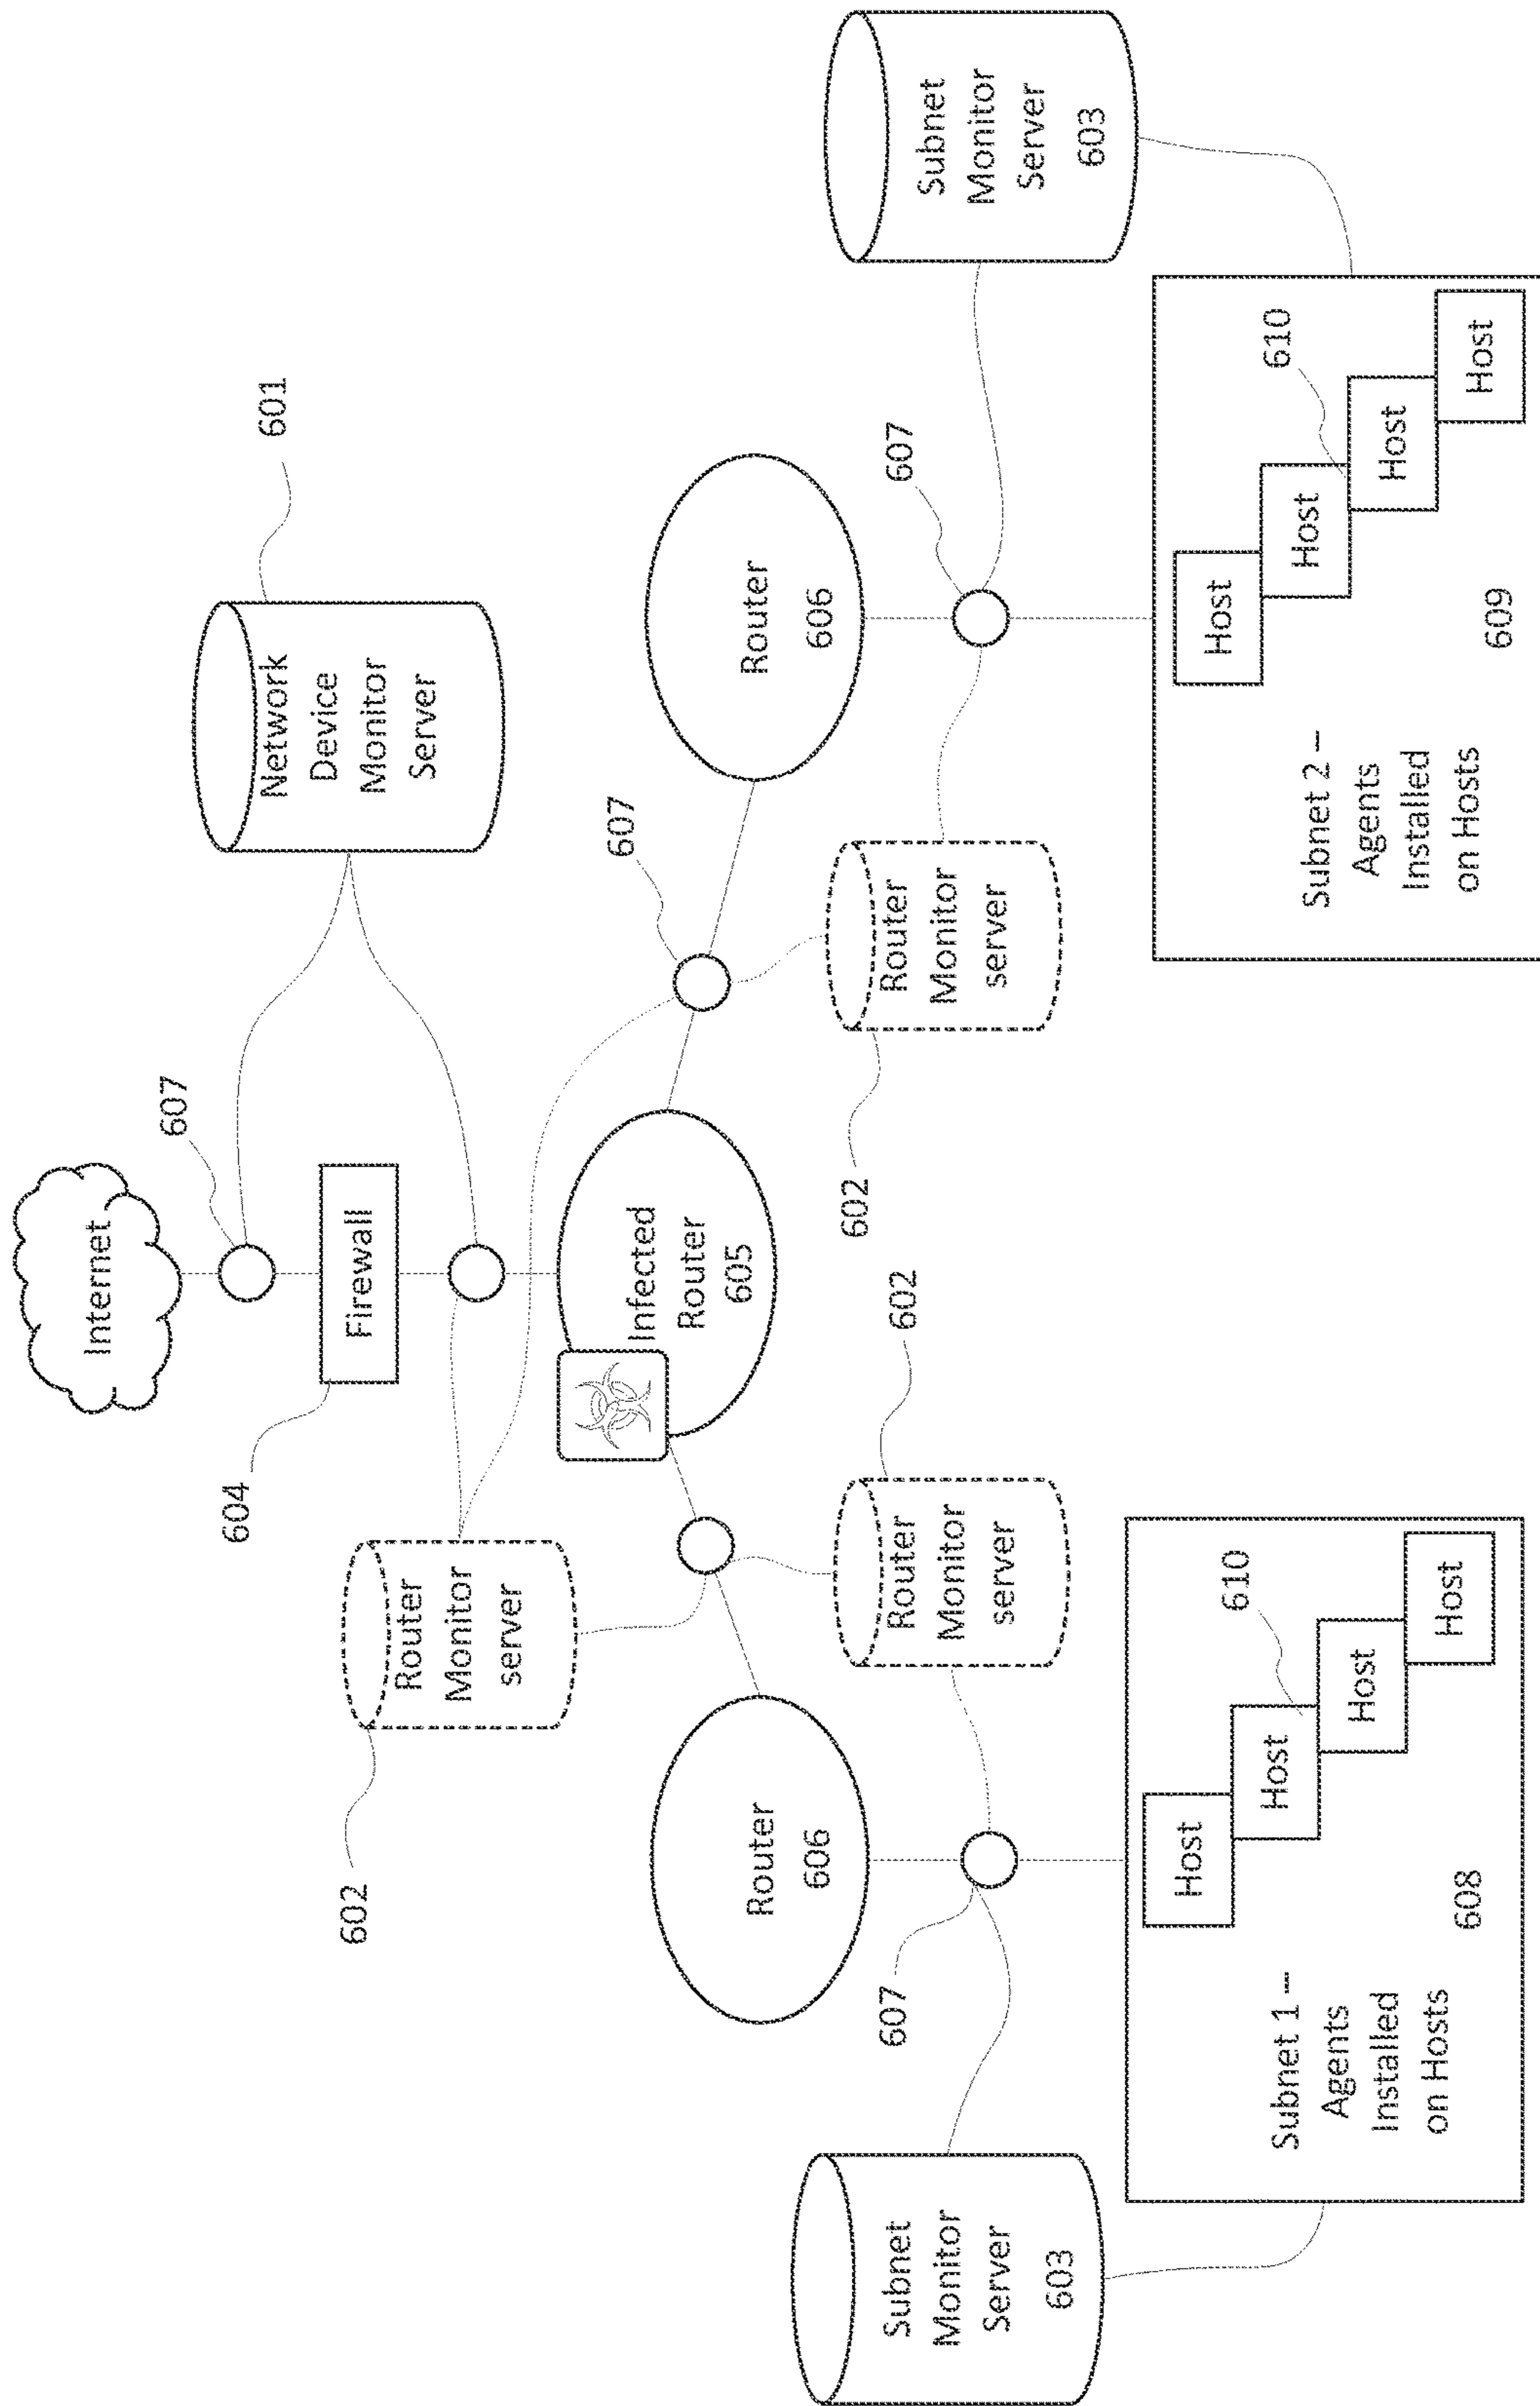 Internet
607
604
Firewall
601
Network
Device
Monitor
Server
602
Router
Monitor
server
Infected
Router
605
607
Router
606
Router
606
602
Router
Monitor
server
602
Router
Monitor
server
607
607
Subnet
Monitor
Server
603
Subnet
Monitor
Server
603
Host
Host
610
Host
Host
Subnet 1 –
Agents
Installed
on Hosts
608
Host
Host
610
Host
Host
Subnet 2 –
Agents
Installed
on Hosts
609